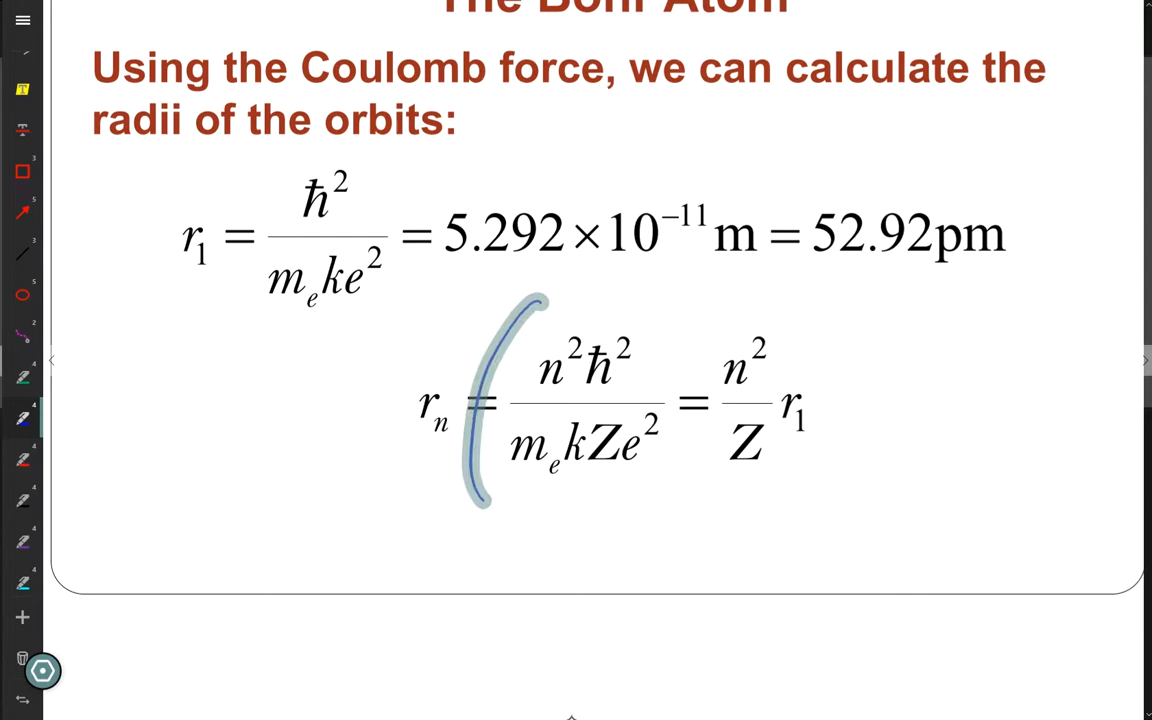 The Bohr Atom
Using the Coulomb force, we can calculate the
radii of the orbits:
r₁ = ħ² / mₑke² = 5.292 × 10⁻¹¹ m = 52.92pm
rₙ = n²ħ² / mₑkZe² = n² / Z r₁